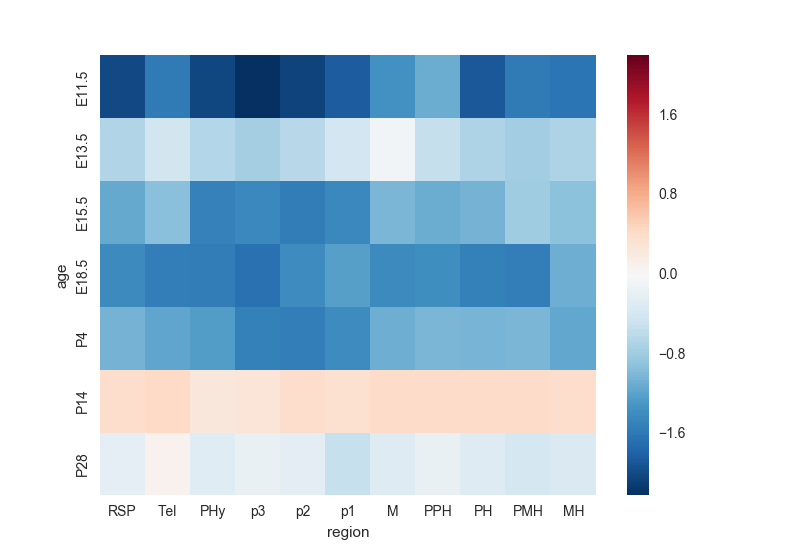 age
E11.5
E13.5
E15.5
E18.5
P4
P14
P28
RSP Tel PHy p3 p2 p1 M PPH PH PMH MH
region
1.6
0.8
0.0
−0.8
−1.6